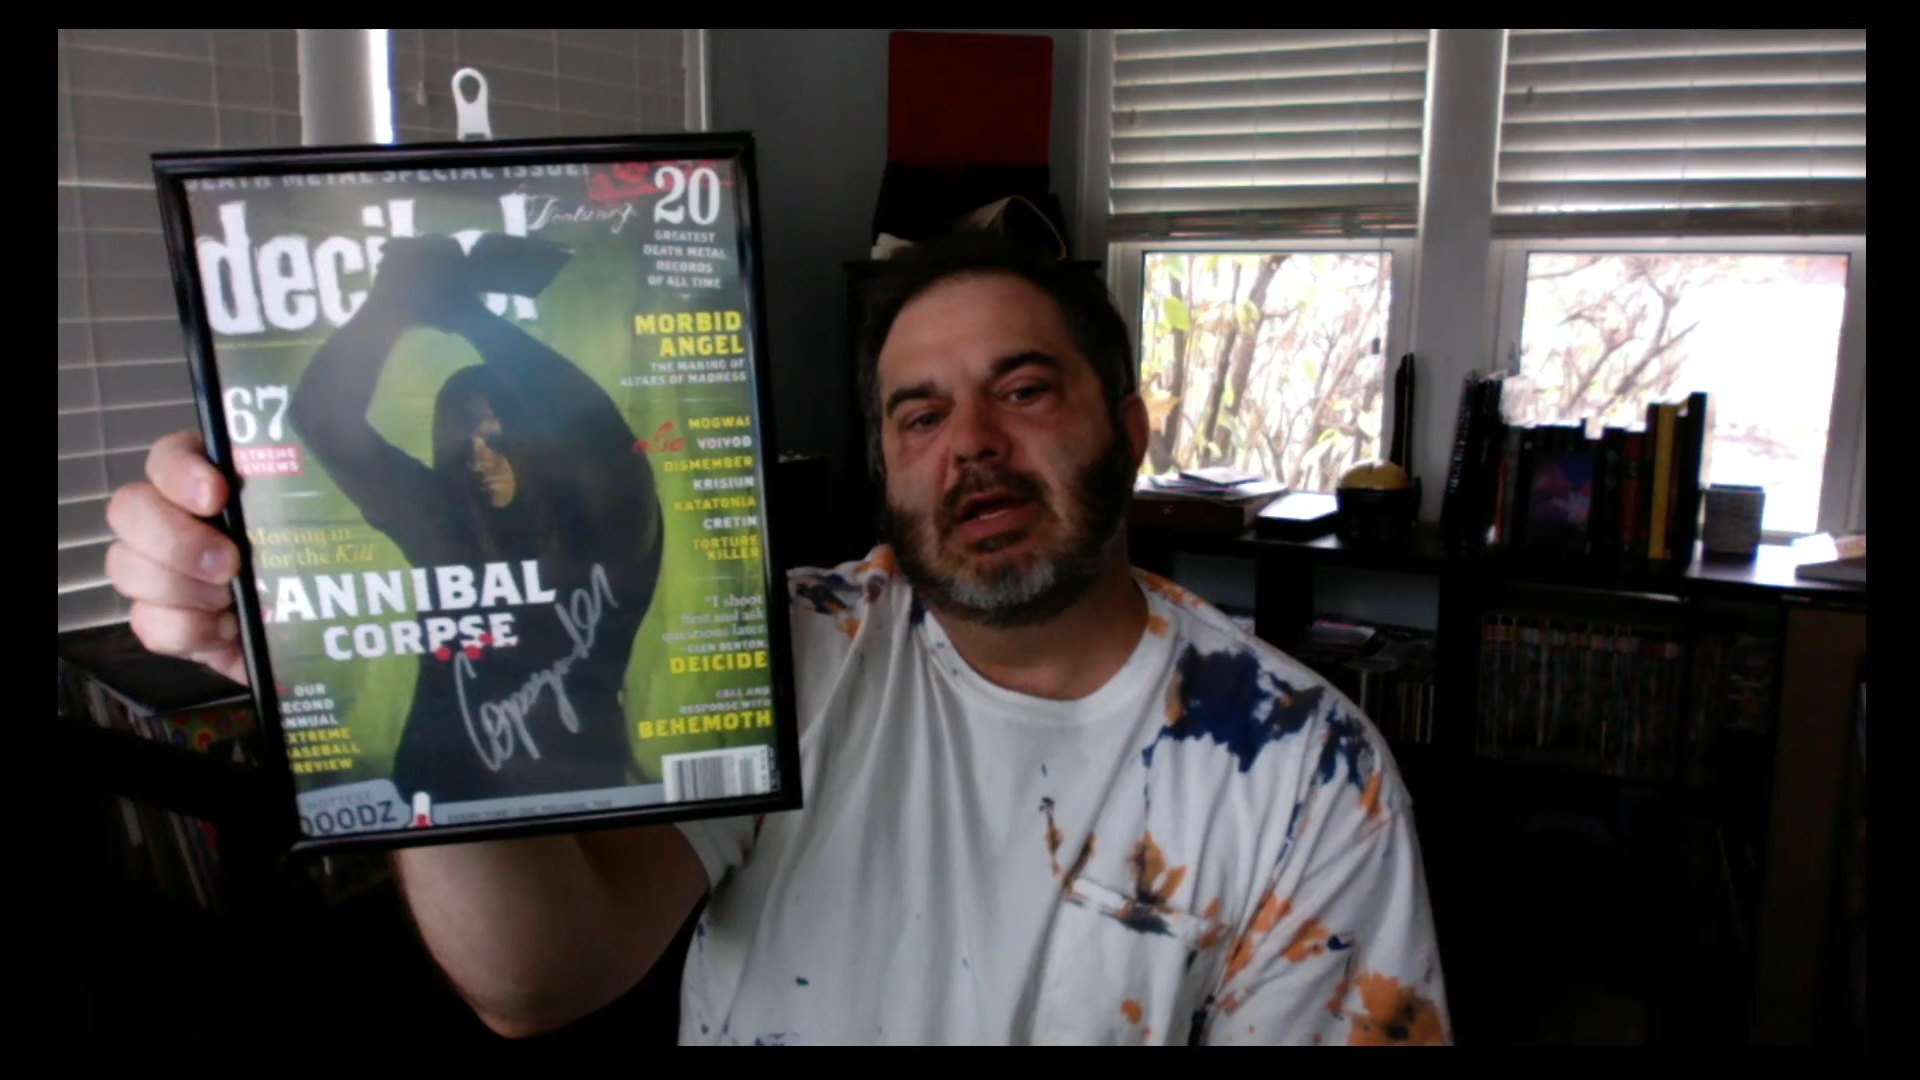 DEATH METAL SPECIAL ISSUE!
decibel
Featuring
20
GREATEST
DEATH METAL
RECORDS
OF ALL TIME
MORBID
ANGEL
THE MAKING OF
ALTARS OF MADNESS
67
EXTREME
REVIEWS
also
MOGWAI
VOIVOD
DISMEMBER
KRISIUN
KATATONIA
CRETIN
TORTURE
KILLER
Moving in
for the Kill
CANNIBAL
CORPSE
"I shoot
first and ask
questions later."
GLEN BENTON,
DEICIDE
CALL AND
RESPONSE WITH
BEHEMOTH
OUR
SECOND
ANNUAL
EXTREME
BASEBALL
PREVIEW
HOTTEST
DOODZ